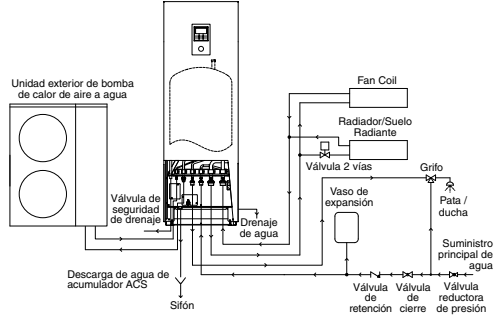 Unidad exterior de bomba
de calor de aire a agua
Fan Coil
Radiador/Suelo
Radiante
Válvula 2 vías
Grifo
Válvula de
seguridad
de drenaje
Vaso de
expansión
Pata /
ducha
Drenaje
de agua
Suministro
principal de
agua
Descarga de agua de
acumulador ACS
Sifón
Válvula
de
retención
Válvula
de
cierre
Válvula
reductora
de presión